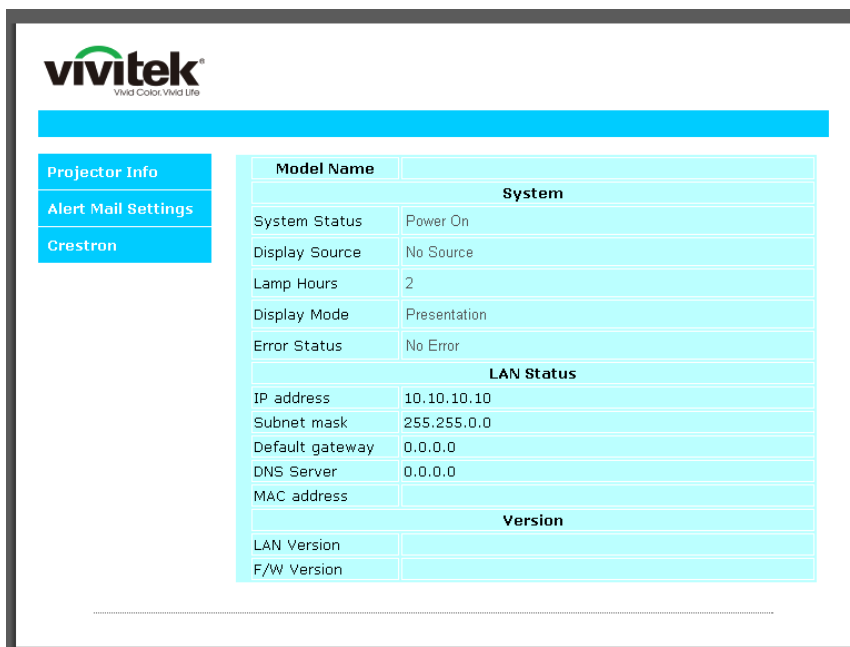 vivitek®
Vivid Color, Vivid Life
Projector Info
Alert Mail Settings
Crestron
Model Name
System
System Status Power On
Display Source No Source
Lamp Hours 2
Display Mode Presentation
Error Status No Error
LAN Status
IP address 10.10.10.10
Subnet mask 255.255.0.0
Default gateway 0.0.0.0
DNS Server 0.0.0.0
MAC address
Version
LAN Version
F/W Version